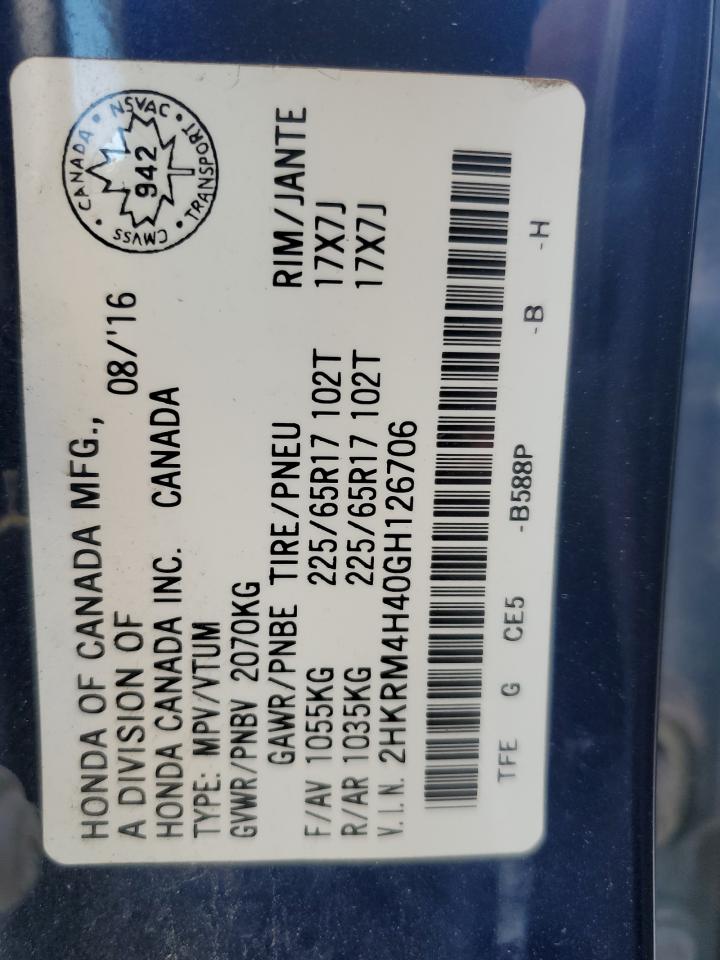 HONDA OF CANADA MFG., 08/'16
A DIVISION OF
HONDA CANADA INC. CANADA
TYPE: MPV/VTUM
GVWR/PNBV 2070KG
GAWR/PNBE TIRE/PNEU RIM/JANTE
F/AV 1055KG 225/65R17 102T 17X7J
R/AR 1035KG 225/65R17 102T 17X7J
V.I.N. 2HKRM4H40GH126706
TFE G CE5 -B588P -B -H
CANADA • NSVAC • TRANSPORT • CMVSS •
942